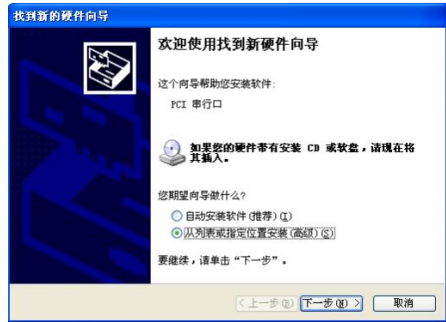 找到新的硬件向导
欢迎使用找到新硬件向导
这个向导帮助您安装软件:
PCI 串行口
如果您的硬件带有安装 CD 或软盘，请现在将
其插入。
您期望向导做什么?
自动安装软件(推荐)(I)
从列表或指定位置安装(高级)(S)
要继续，请单击“下一步”。
< 上一步(B)
下一步(N) >
取消